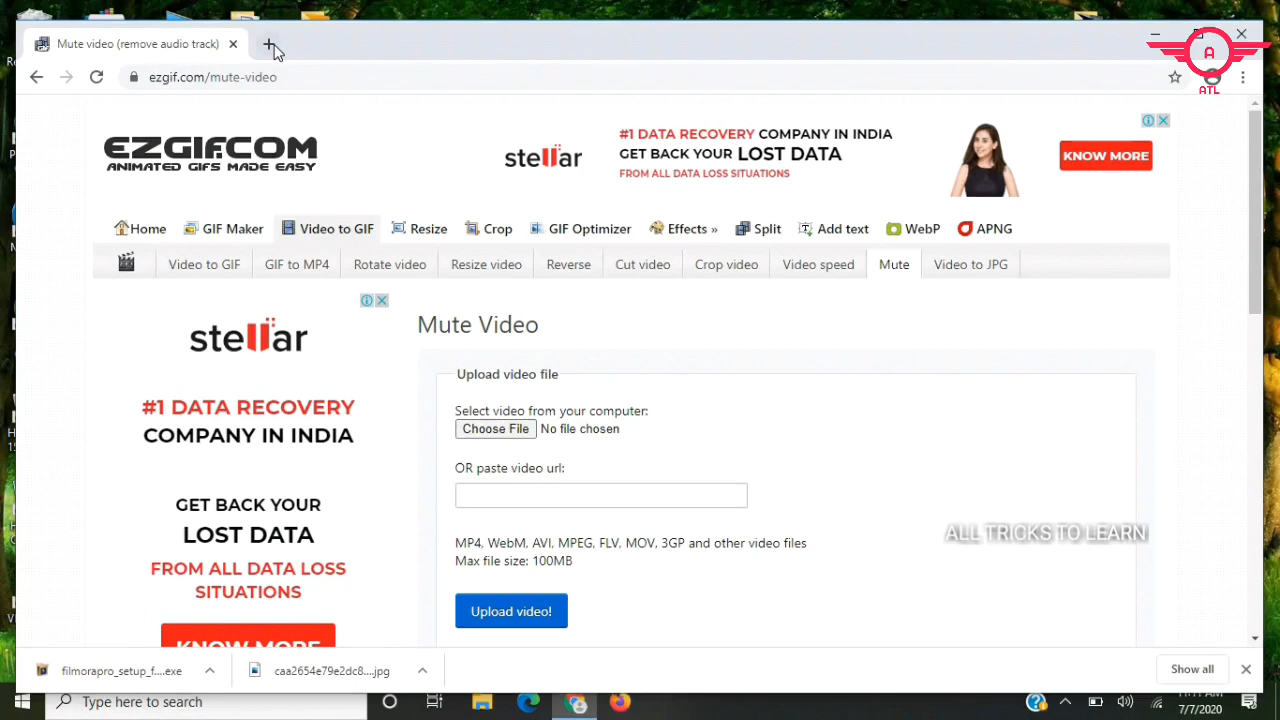 Mute video (remove audio track)
ezgif.com/mute-video
A
ATL
EZGIF.COM
ANIMATED GIFS MADE EASY
stellar
#1 DATA RECOVERY COMPANY IN INDIA
GET BACK YOUR LOST DATA
FROM ALL DATA LOSS SITUATIONS
KNOW MORE
Home GIF Maker Video to GIF Resize Crop GIF Optimizer Effects » Split Add text WebP APNG
Video to GIF GIF to MP4 Rotate video Resize video Reverse Cut video Crop video Video speed Mute Video to JPG
stellar
#1 DATA RECOVERY
COMPANY IN INDIA
GET BACK YOUR
LOST DATA
FROM ALL DATA LOSS
SITUATIONS
KNOW MORE
Mute Video
Upload video file
Select video from your computer:
Choose File No file chosen
OR paste video url:
MP4, WebM, AVI, MPEG, FLV, MOV, 3GP and other video files
Max file size: 100MB
Upload video!
ALL TRICKS TO LEARN
filmorapro_setup_f....exe
caa2654e79e2dc8....jpg
Show all
Type here to search
11:11 AM
7/7/2020